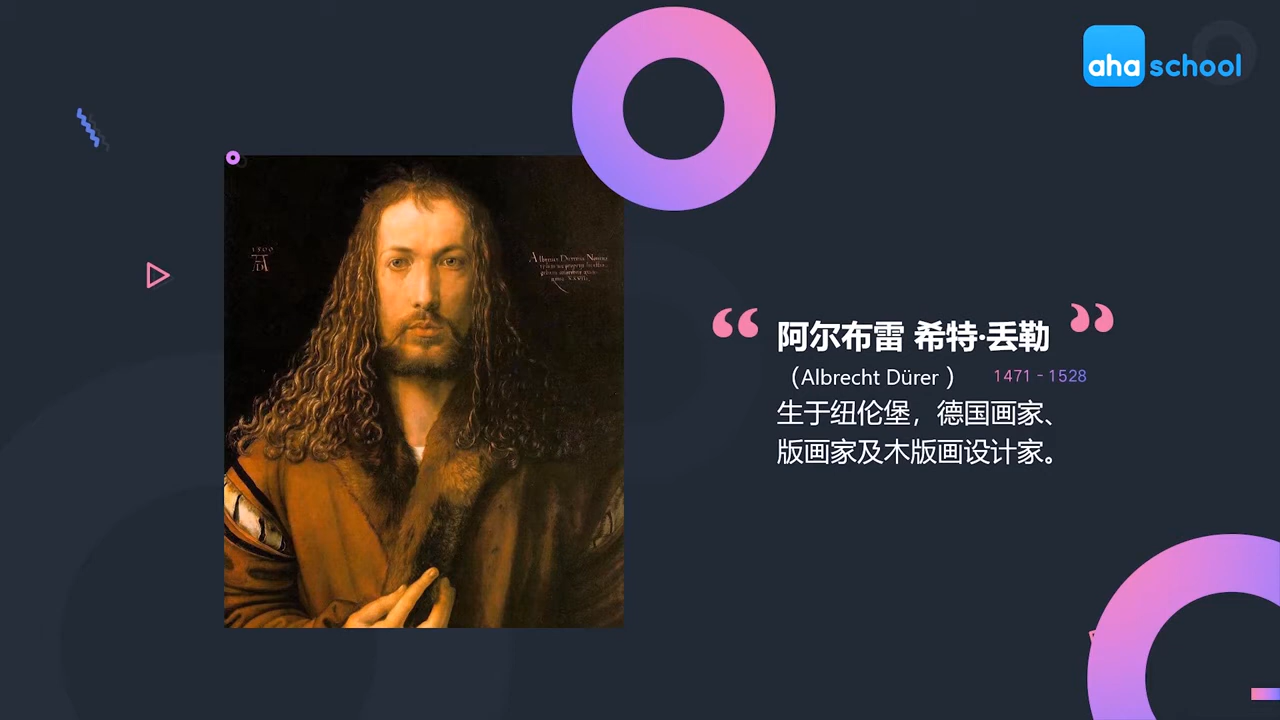 aha school
1500
AD
阿尔布雷 希特·丢勒
（Albrecht Dürer ） 1471 - 1528
生于纽伦堡，德国画家、
版画家及木版画设计家。